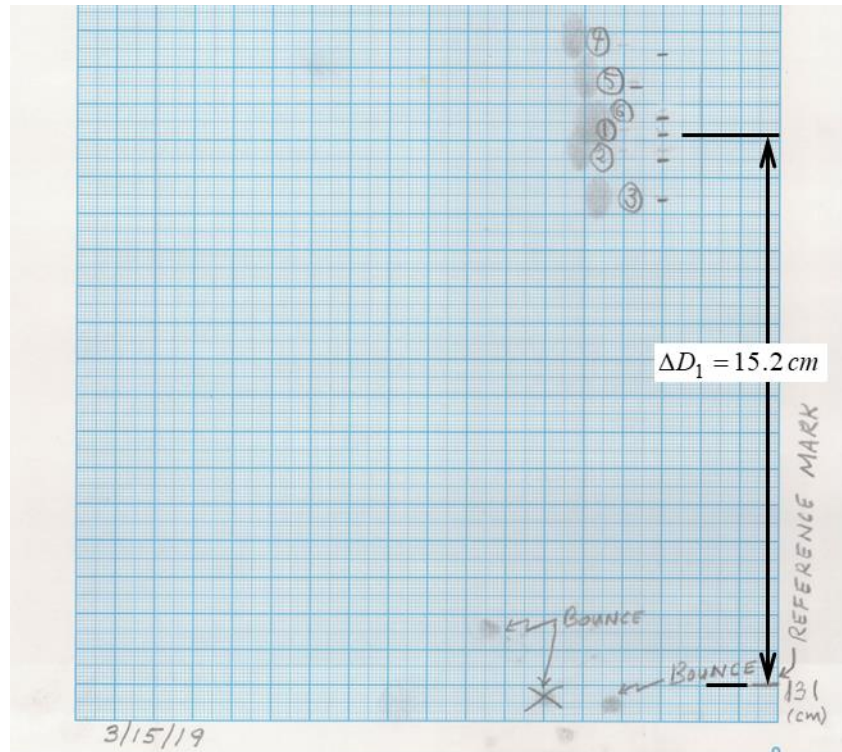 ④
⑤
⑥
①
②
③
ΔD₁ = 15.2 cm
REFERENCE MARK
BOUNCE
BOUNCE
131
(cm)
3/15/19